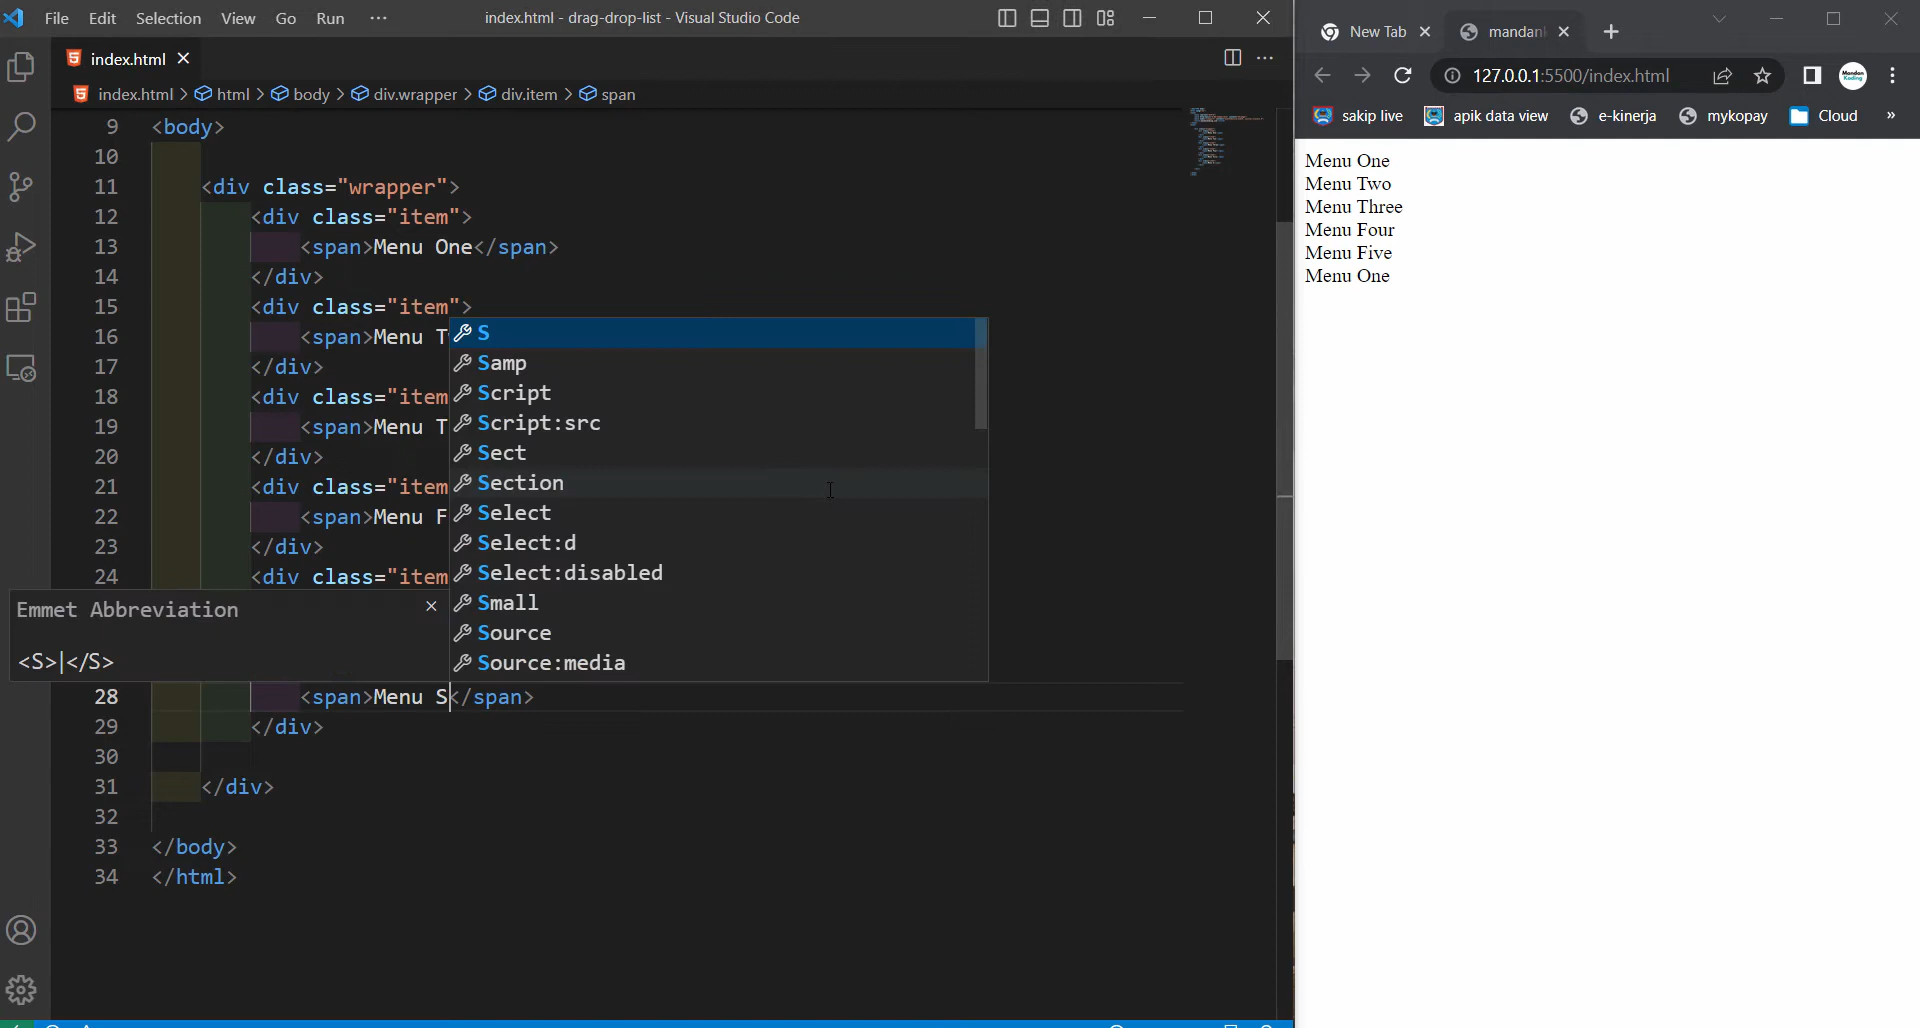 File Edit Selection View Go Run ··· index.html - drag-drop-list - Visual Studio Code
index.html
index.html > html > body > div.wrapper > div.item > span
9 <body>
10
11 <div class="wrapper">
12 <div class="item">
13 <span>Menu One</span>
14 </div>
15 <div class="item">
16 <span>Menu T
17 </div>
18 <div class="item
19 <span>Menu T
20 </div>
21 <div class="item
22 <span>Menu F
23 </div>
24 <div class="item
S
Samp
Script
Script:src
Sect
Section
Select
Select:d
Select:disabled
Small
Source
Source:media
Emmet Abbreviation
<S>|</S>
28 <span>Menu S</span>
29 </div>
30
31 </div>
32
33 </body>
34 </html>
New Tab
mandan
127.0.0.1:5500/index.html
sakip live apik data view e-kinerja mykopay Cloud »
Menu One
Menu Two
Menu Three
Menu Four
Menu Five
Menu One